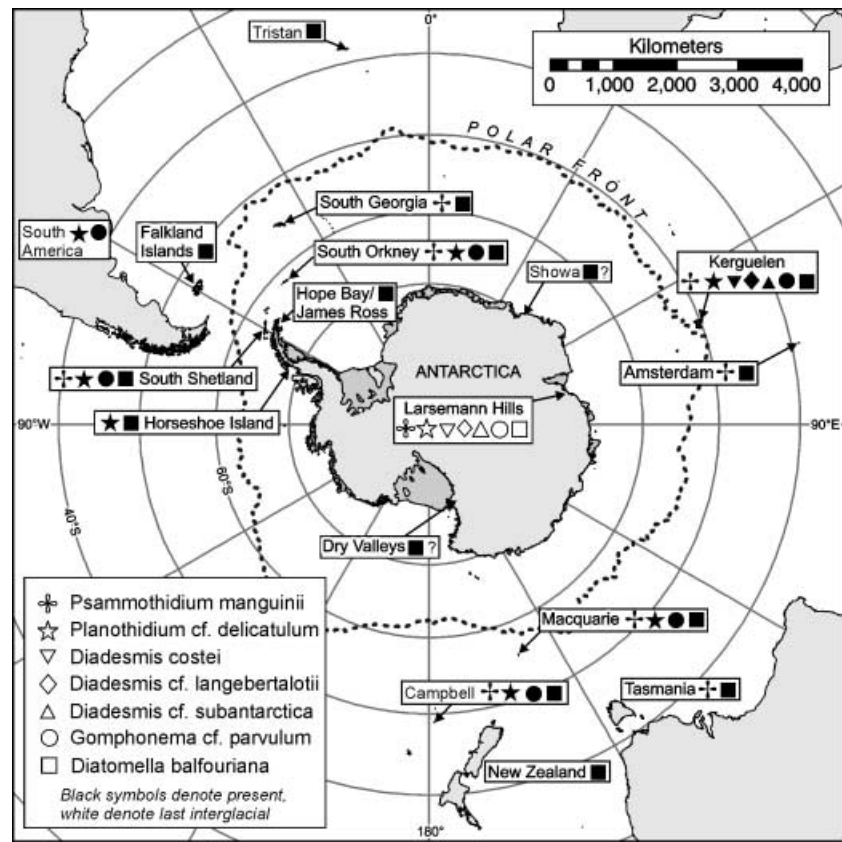 0°
Tristan
Kilometers
0 1,000 2,000 3,000 4,000
POLAR FRONT
South Georgia
South America
Falkland Islands
South Orkney
Showa ?
Kerguelen
Hope Bay/
James Ross
ANTARCTICA
Amsterdam
South Shetland
Larsemann Hills
90°W
Horseshoe Island
90°E
60°S
40°S
Dry Valleys ?
Psammothidium manguinii
Planothidium cf. delicatulum
Diadesmis costei
Diadesmis cf. langebertalotii
Diadesmis cf. subantarctica
Gomphonema cf. parvulum
Diatomella balfouriana
Black symbols denote present,
white denote last interglacial
Macquarie
Campbell
Tasmania
New Zealand
180°